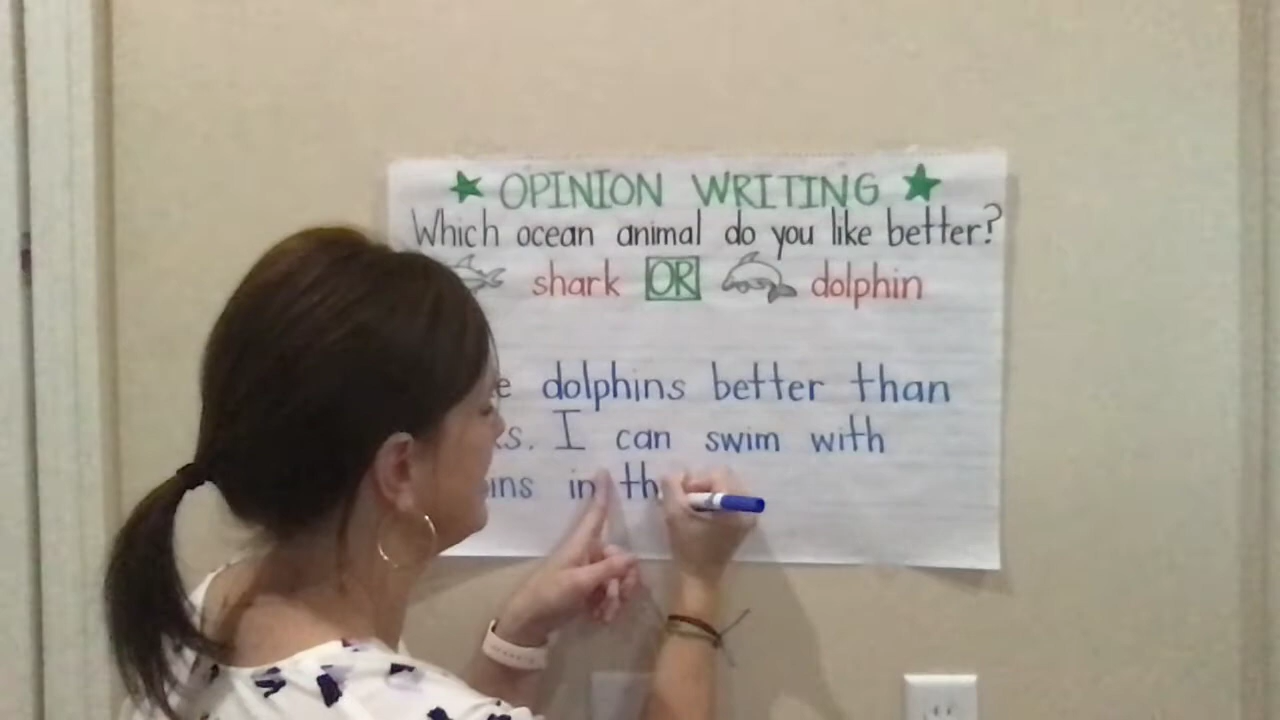 OPINION WRITING
Which ocean animal do you like better?
shark OR dolphin
dolphins better than
I can swim with
in